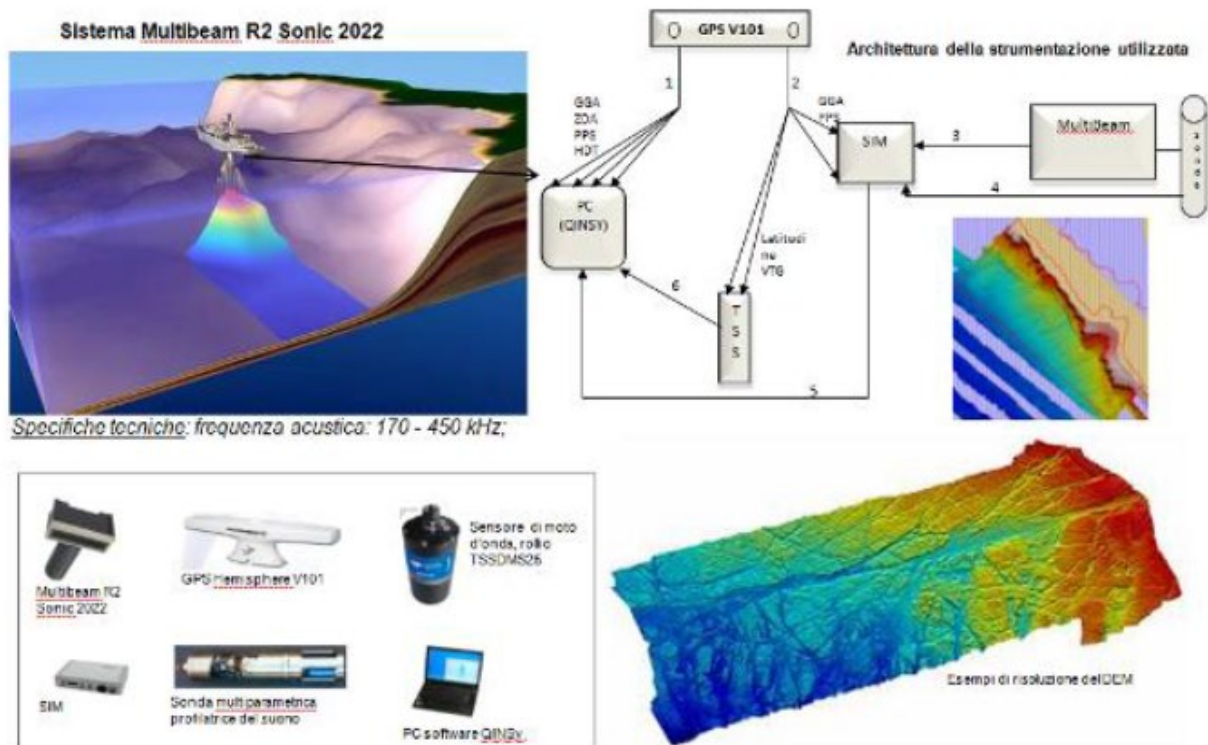 Sistema Multibeam R2 Sonic 2022
GPS V101
Architettura della strumentazione utilizzata
1
2
GGA
ZDA
PPS
HDT
GGA
PPS
SIM
3
MultiBeam
sonda
4
PC
(QINSY)
Latitudi
ne
VTG
6
TSS
5
Specifiche tecniche: frequenza acustica: 170 - 450 kHz;
Multibeam R2
Sonic 2022
GPS Hemisphere V101
Sensore di moto
d'onda, rollio
TSSDMS25
SIM
Sonda multiparametrica
profilatrice del suono
PC software QINSy.
Esempi di risoluzione del DEM